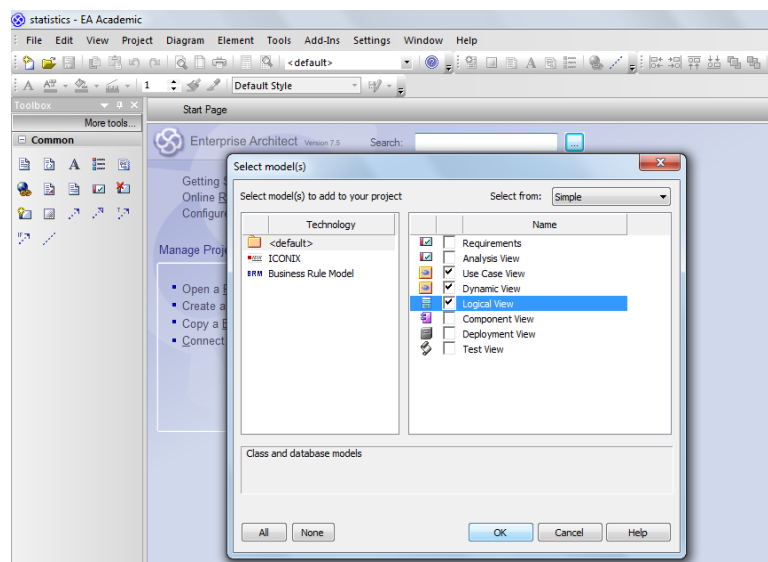 statistics - EA Academic
File Edit View Project Diagram Element Tools Add-Ins Settings Window Help
<default>
1 Default Style
Toolbox
More tools...
Start Page
Common
Enterprise Architect Version 7.5 Search: ...
Getting
Online
Configur
Manage Proj
Open a
Create a
Copy a
Connect
Select model(s)
Select model(s) to add to your project Select from: Simple
Technology
<default>
ICONIX
BRM Business Rule Model
Name
Requirements
Analysis View
Use Case View
Dynamic View
Logical View
Component View
Deployment View
Test View
Class and database models
All None OK Cancel Help